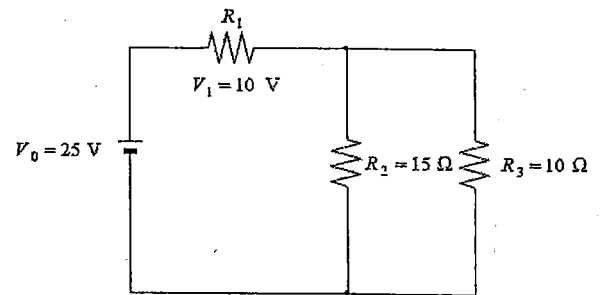 R₁
V₁ = 10 V
V₀ = 25 V
R₂ = 15 Ω
R₃ = 10 Ω